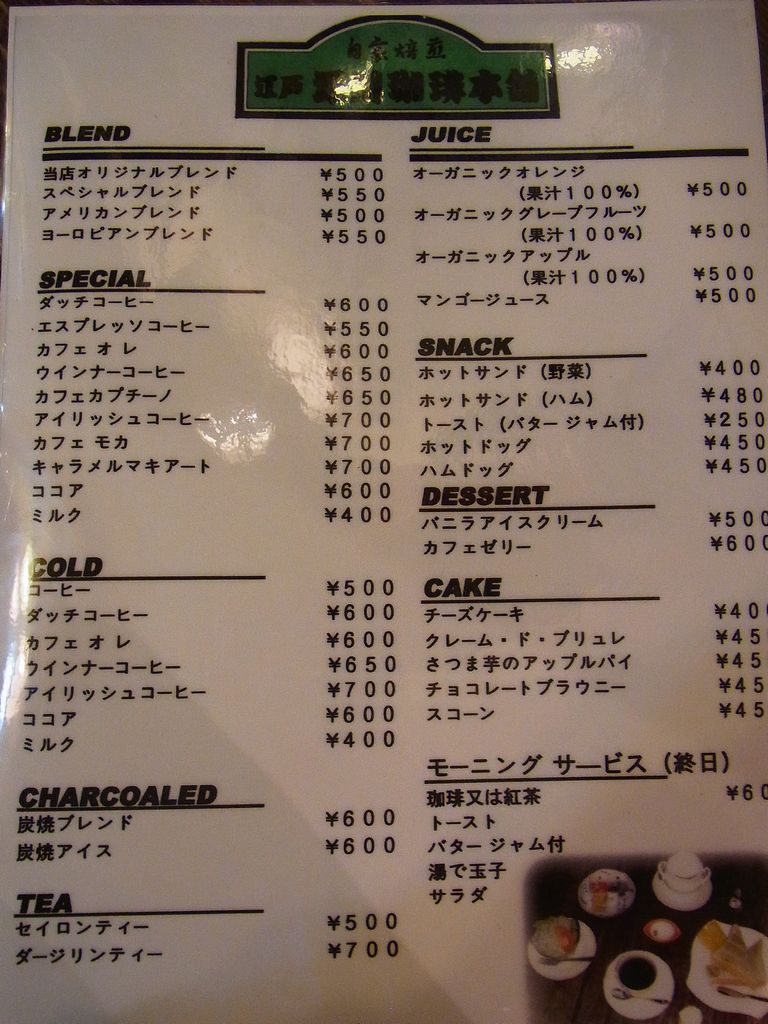 自家焙煎
江戸 珈琲本舗
BLEND
当店オリジナルブレンド ¥500
スペシャルブレンド ¥550
アメリカンブレンド ¥500
ヨーロピアンブレンド ¥550
SPECIAL
ダッチコーヒー ¥600
エスプレッソコーヒー ¥550
カフェ オ レ ¥600
ウインナーコーヒー ¥650
カフェカプチーノ ¥650
アイリッシュコーヒー ¥700
カフェ モカ ¥700
キャラメルマキアート ¥700
ココア ¥600
ミルク ¥400
COLD
コーヒー ¥500
ダッチコーヒー ¥600
カフェ オ レ ¥600
ウインナーコーヒー ¥650
アイリッシュコーヒー ¥700
ココア ¥600
ミルク ¥400
CHARCOALED
炭焼ブレンド ¥600
炭焼アイス ¥600
TEA
セイロンティー ¥500
ダージリンティー ¥700
JUICE
オーガニックオレンジ
(果汁100%) ¥500
オーガニックグレープフルーツ
(果汁100%) ¥500
オーガニックアップル
(果汁100%) ¥500
マンゴージュース ¥500
SNACK
ホットサンド (野菜) ¥400
ホットサンド (ハム) ¥480
トースト (バター ジャム付) ¥250
ホットドッグ ¥450
ハムドッグ ¥450
DESSERT
バニラアイスクリーム ¥500
カフェゼリー ¥600
CAKE
チーズケーキ ¥40
クレーム・ド・ブリュレ ¥45
さつま芋のアップルパイ ¥45
チョコレートブラウニー ¥45
スコーン ¥45
モーニング サービス (終日)
珈琲又は紅茶 ¥60
トースト
バター ジャム付
湯で玉子
サラダ